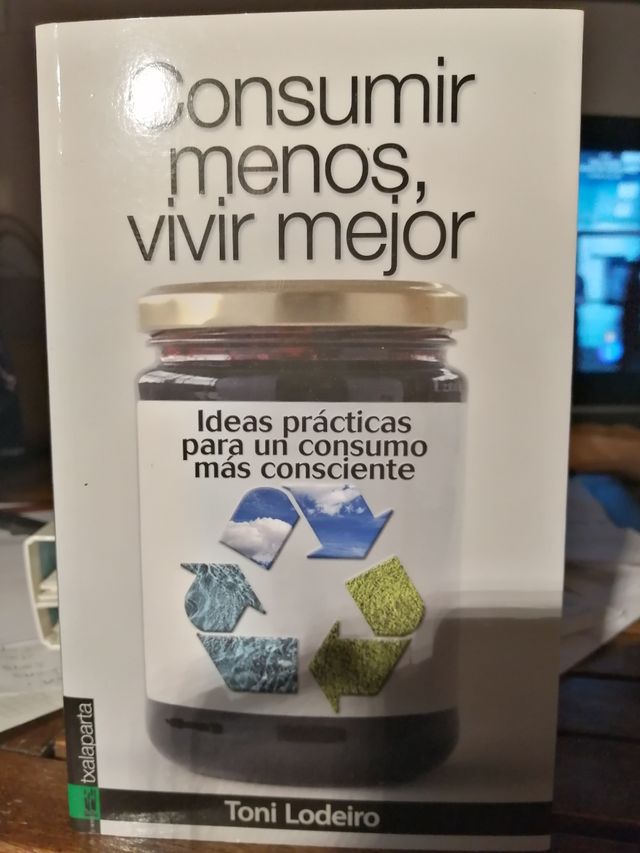 Consumir
menos,
vivir mejor
Ideas prácticas
para un consumo
más consciente
txalaparta
Toni Lodeiro